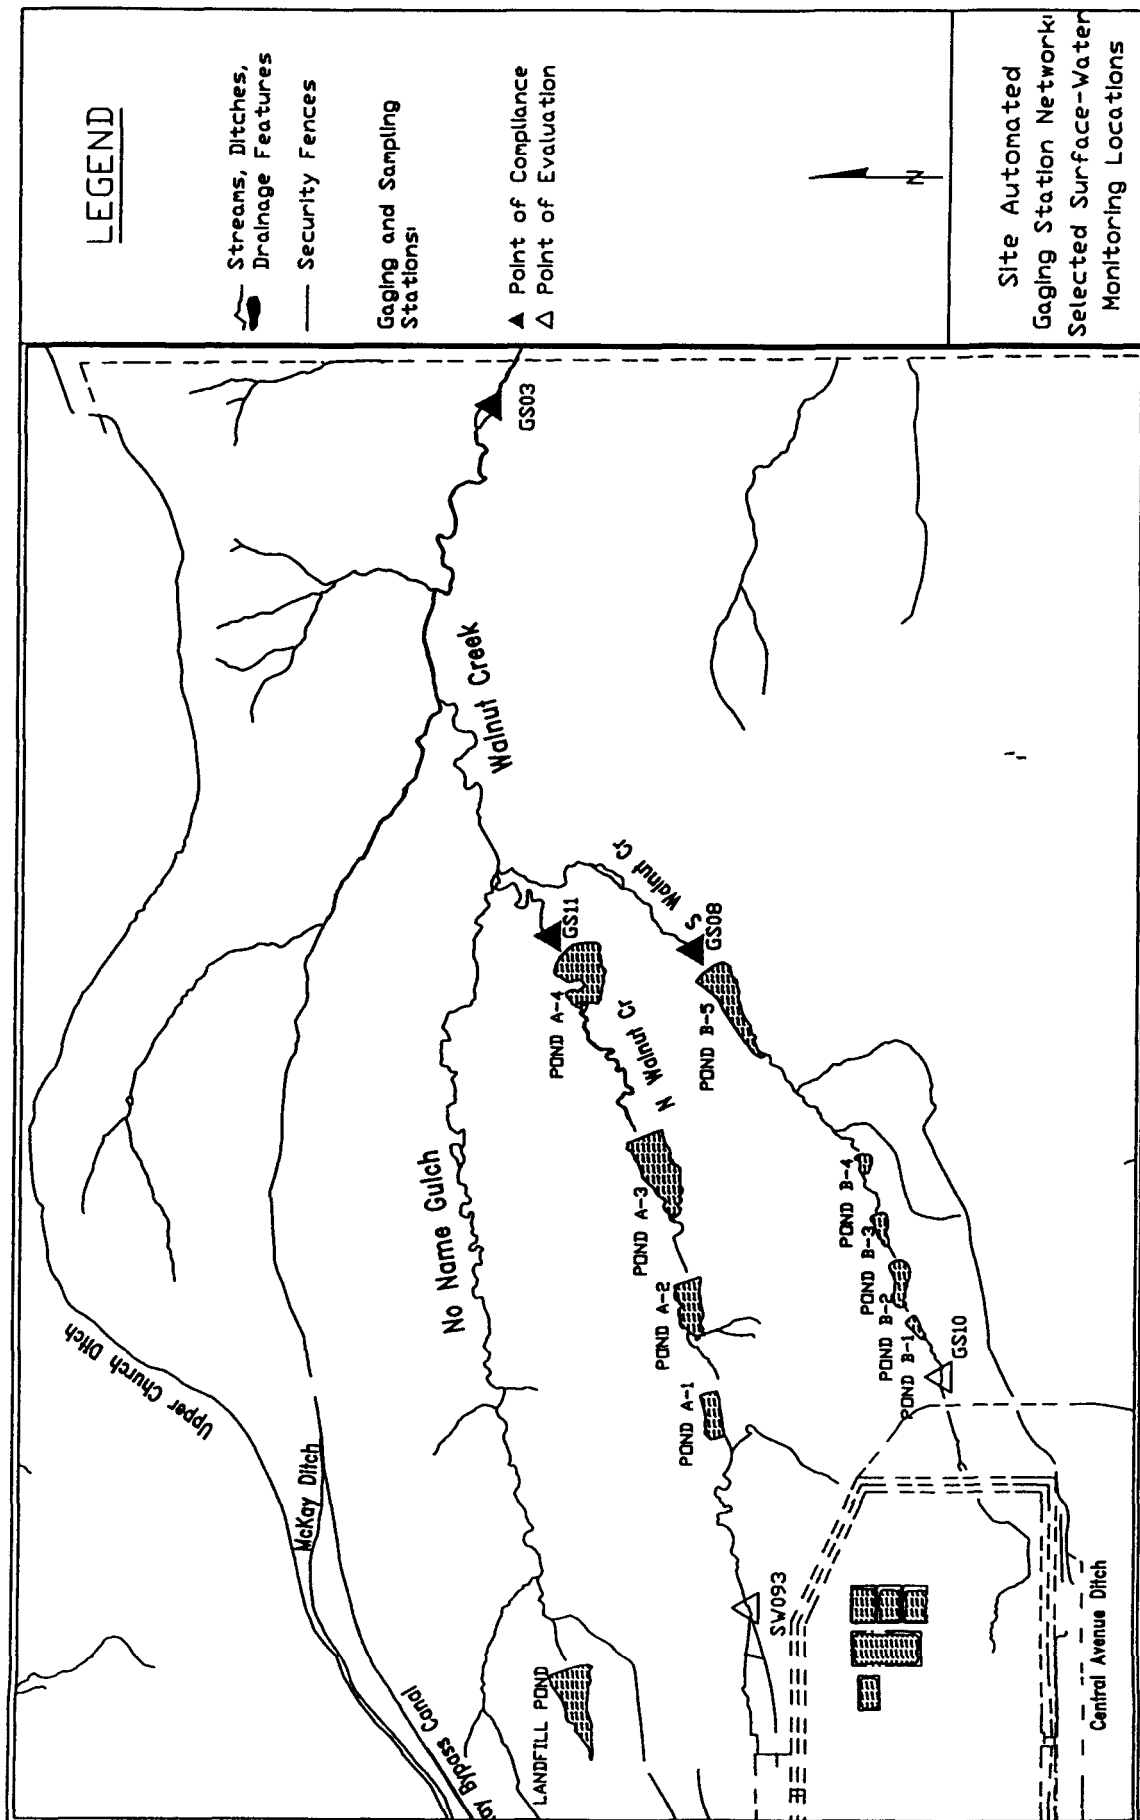 LEGEND
Streams, Ditches,
Drainage Features
Security Fences
Gaging and Sampling
Stations:
Point of Compliance
Point of Evaluation
N
Site Automated
Gaging Station Network:
Selected Surface-Water
Monitoring Locations
Upper Church Ditch
McKay Ditch
ay Bypass Canal
No Name Gulch
LANDFILL POND
Walnut Creek
GS03
GS11
POND A-4
N Walnut Cr
POND A-3
POND A-2
POND A-1
SW093
S Walnut Cr
GS08
POND B-5
POND B-4
POND B-3
POND B-2
POND B-1
GS10
Central Avenue Ditch